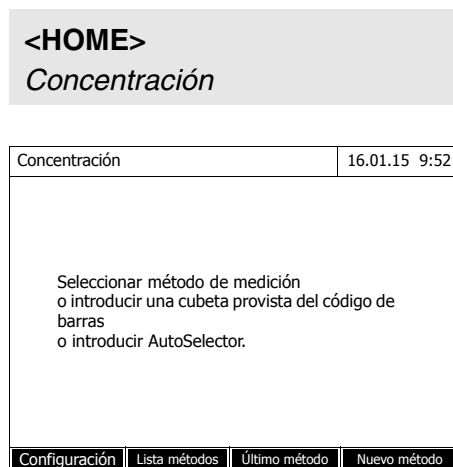 <HOME>
Concentración
Concentración 16.01.15 9:52
Seleccionar método de medición
o introducir una cubeta provista del código de
barras
o introducir AutoSelector.
Configuración Lista métodos Último método Nuevo método